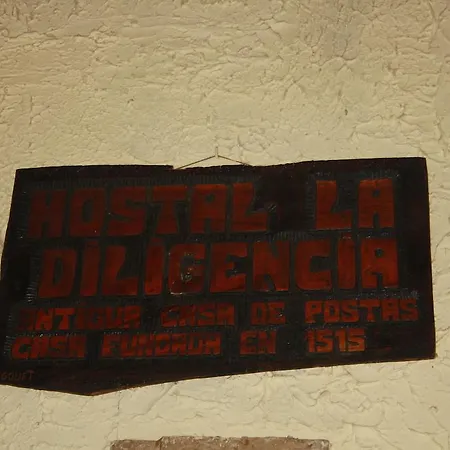 HOSTAL LA
DILIGENCIA
ANTIGUA CASA DE POSTAS
CASA FUNDADA EN 1515